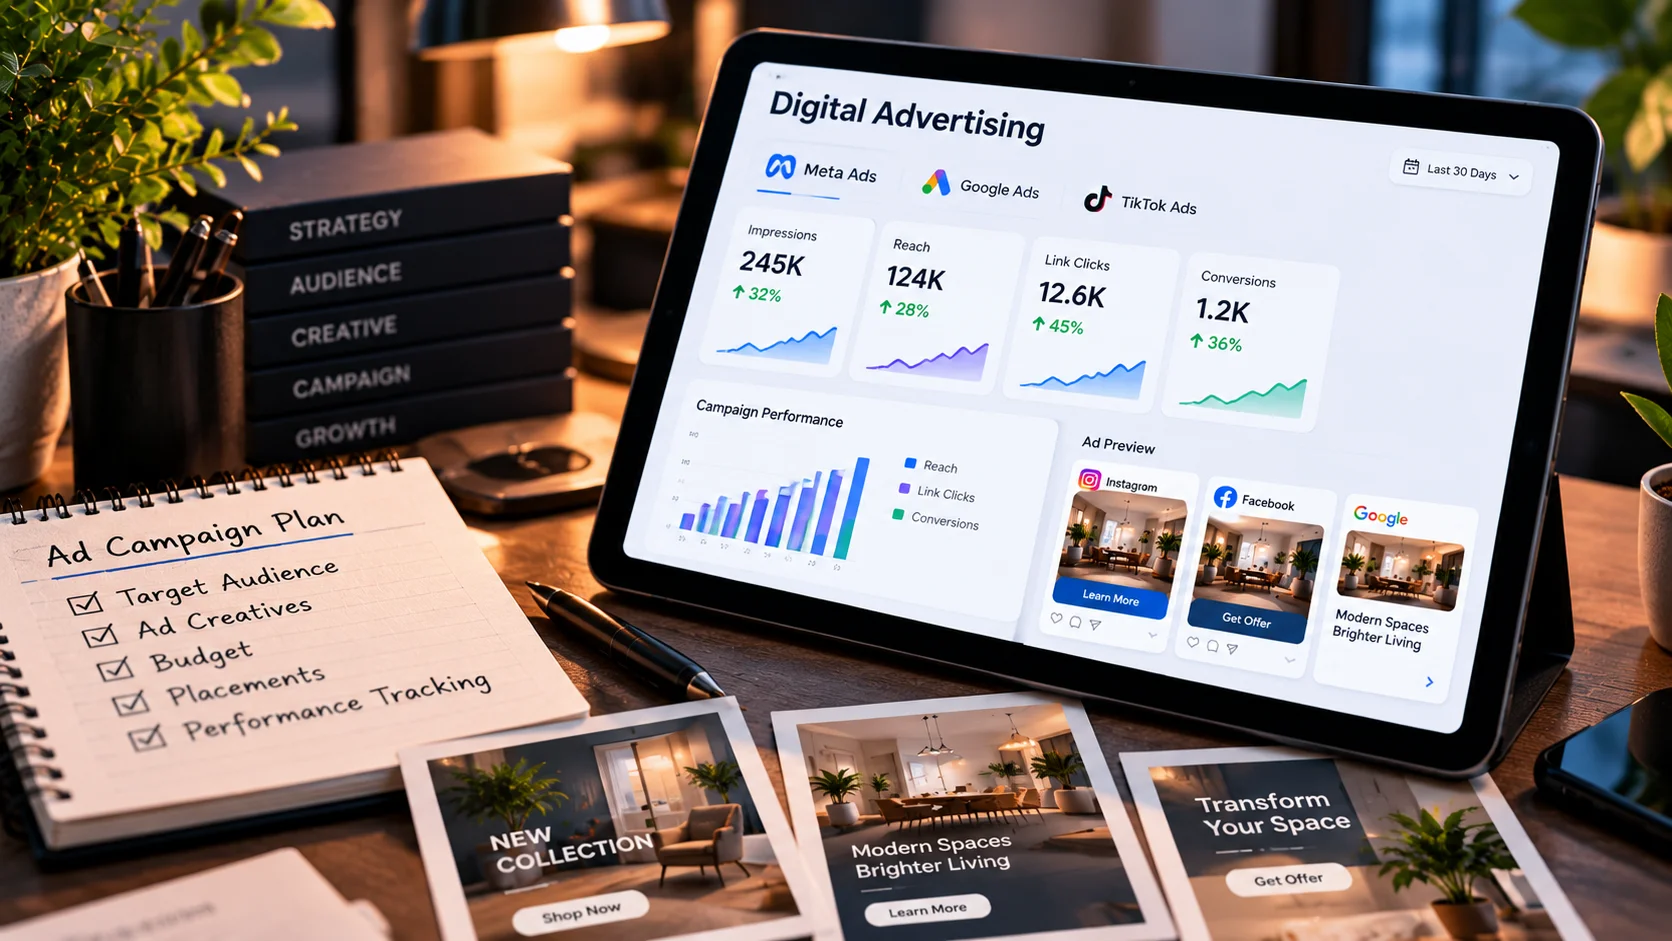 STRATEGY
AUDIENCE
CREATIVE
CAMPAIGN
GROWTH
Ad Campaign Plan
Target Audience
Ad Creatives
Budget
Placements
Performance Tracking
Digital Advertising
Last 30 Days
Meta Ads
Google Ads
TikTok Ads
Impressions
245K
32%
Reach
124K
28%
Link Clicks
12.6K
45%
Conversions
1.2K
36%
Campaign Performance
Reach
Link Clicks
Conversions
Ad Preview
Instagram
Learn More
Facebook
Get Offer
Google
Modern Spaces
Brighter Living
NEW
COLLECTION
Shop Now
Modern Spaces
Brighter Living
Learn More
Transform
Your Space
Get Offer